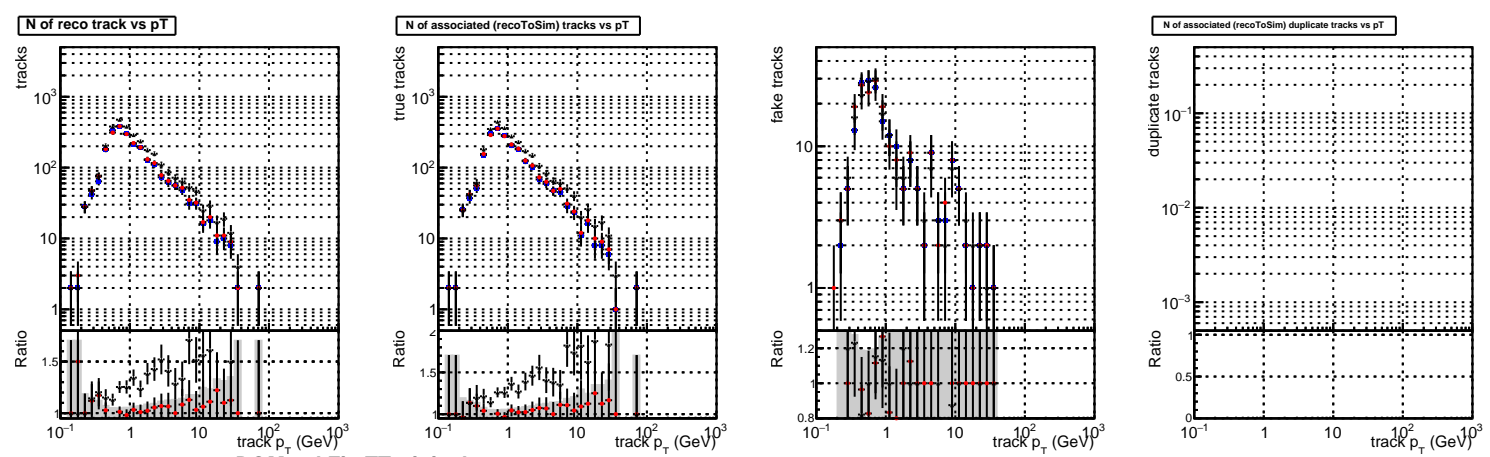 N of reco track vs pT
tracks
10³
10²
10
1
Ratio
1.5
1
10⁻¹ 1 10 10² 10³
track p_T (GeV)
N of associated (recoToSim) tracks vs pT
true tracks
10³
10²
10
1
Ratio
2
1.5
1
10⁻¹ 1 10 10² 10³
track p_T (GeV)
fake tracks
10
1
Ratio
1.2
1
0.8
10⁻¹ 1 10 10² 10³
track p_T (GeV)
N of associated (recoToSim) duplicate tracks vs pT
duplicate tracks
10⁻¹
10⁻²
10⁻³
Ratio
1
0.5
0
10⁻¹ 1 10 10² 10³
track p_T (GeV)